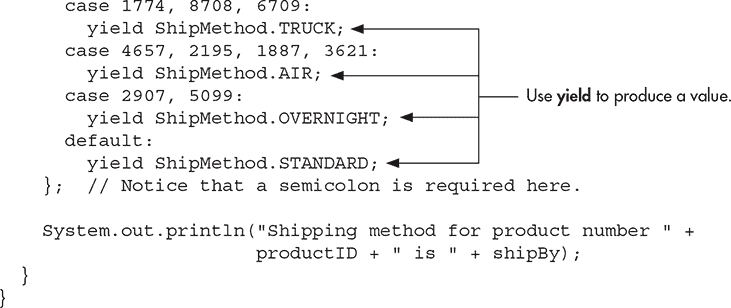 case 1774, 8708, 6709:
yield ShipMethod.TRUCK;
case 4657, 2195, 1887, 3621:
yield ShipMethod.AIR;
case 2907, 5099:
yield ShipMethod.OVERNIGHT;
Use yield to produce a value.
default:
yield ShipMethod.STANDARD;
}; // Notice that a semicolon is required here.
System.out.println("Shipping method for product number " +
productID + " is " + shipBy);
}
}